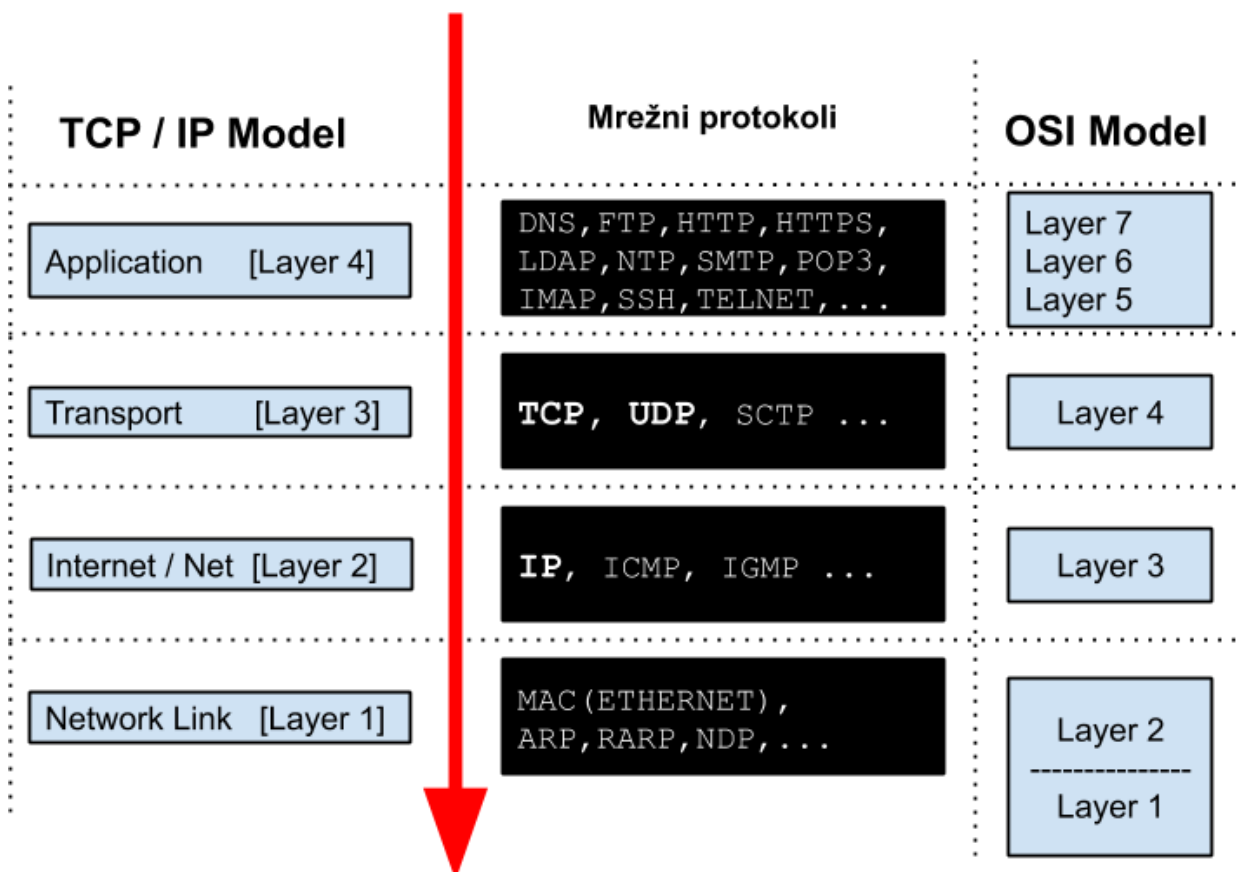 TCP / IP Model
Mrežni protokoli
OSI Model
Application [Layer 4]
DNS,FTP,HTTP,HTTPS,
LDAP,NTP,SMTP,POP3,
IMAP,SSH,TELNET,...
Layer 7
Layer 6
Layer 5
Transport [Layer 3]
TCP, UDP, SCTP ...
Layer 4
Internet / Net [Layer 2]
IP, ICMP, IGMP ...
Layer 3
Network Link [Layer 1]
MAC(ETHERNET),
ARP,RARP,NDP,...
Layer 2
---------------
Layer 1